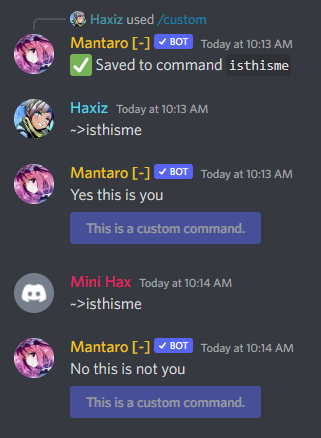 Haxiz used /custom
Mantaro [-] ✓ BOT Today at 10:13 AM
✅ Saved to command isthisme
Haxiz Today at 10:13 AM
~>isthisme
Mantaro [-] ✓ BOT Today at 10:13 AM
Yes this is you
This is a custom command.
Mini Hax Today at 10:14 AM
~>isthisme
Mantaro [-] ✓ BOT Today at 10:14 AM
No this is not you
This is a custom command.